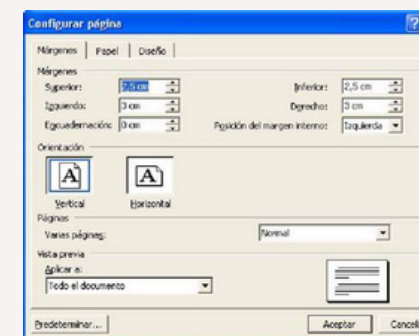 Configurar página
Márgenes Papel Diseño
Márgenes
Superior: 2,5 cm Inferior: 2,5 cm
Izquierdo: 3 cm Derecho: 3 cm
Encuadernación: 0 cm Posición del margen interno: Izquierda
Orientación
A A
Vertical Horizontal
Páginas
Varias páginas: Normal
Vista previa
Aplicar a:
Todo el documento
Predeterminar... Aceptar Cancela